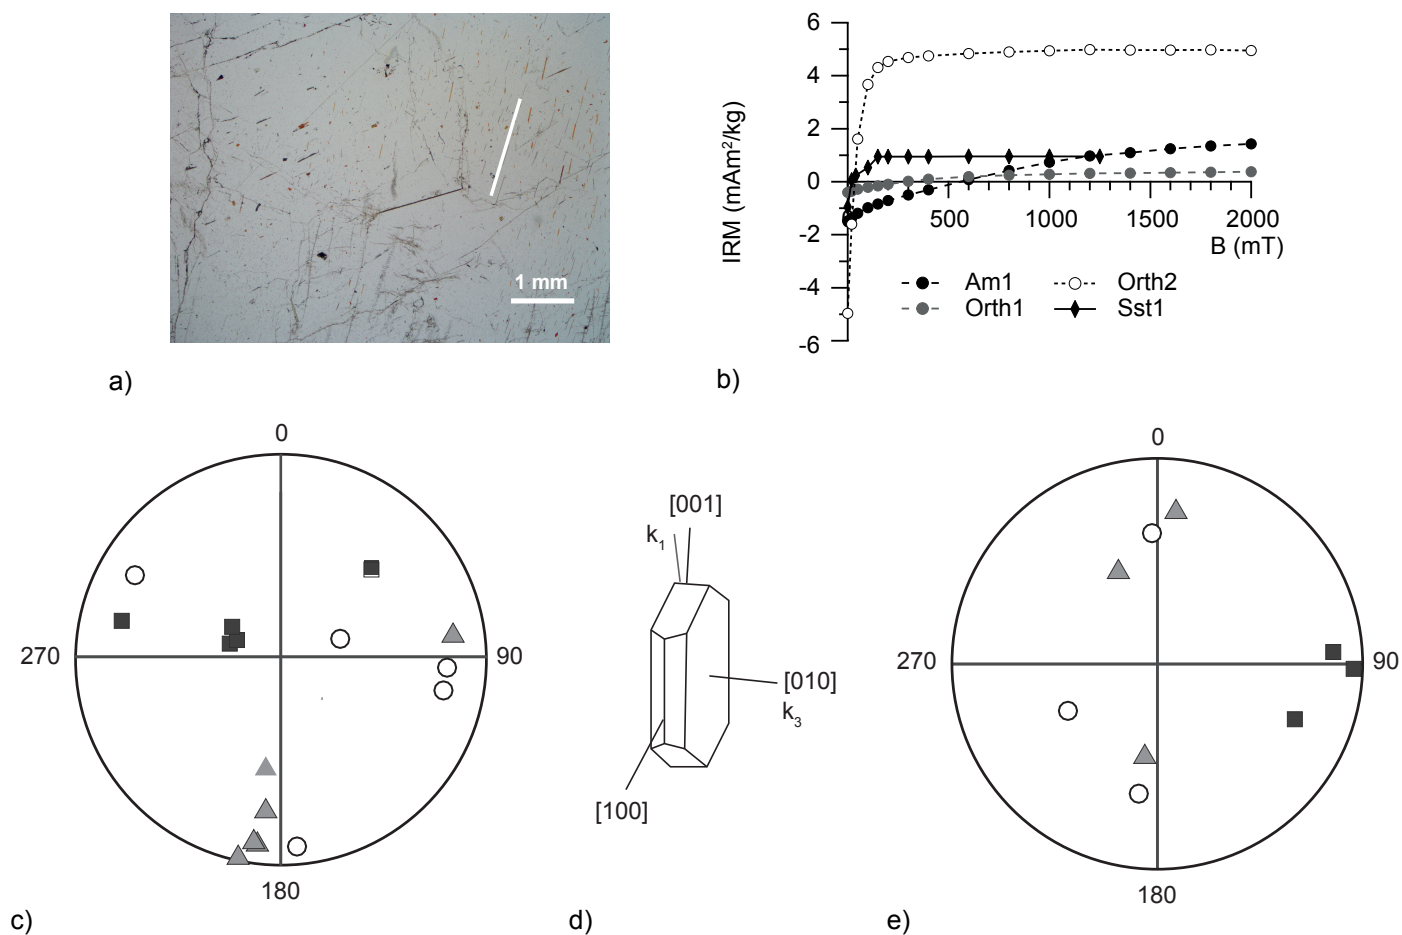 1 mm
a)
6
4
2
0
-2
-4
-6
IRM (mAm²/kg)
500
1000
1500
2000
B (mT)
Am1
Orth2
Orth1
Sst1
b)
0
270
90
180
c)
[001]
k₁
[010]
k₃
[100]
d)
0
270
90
180
e)